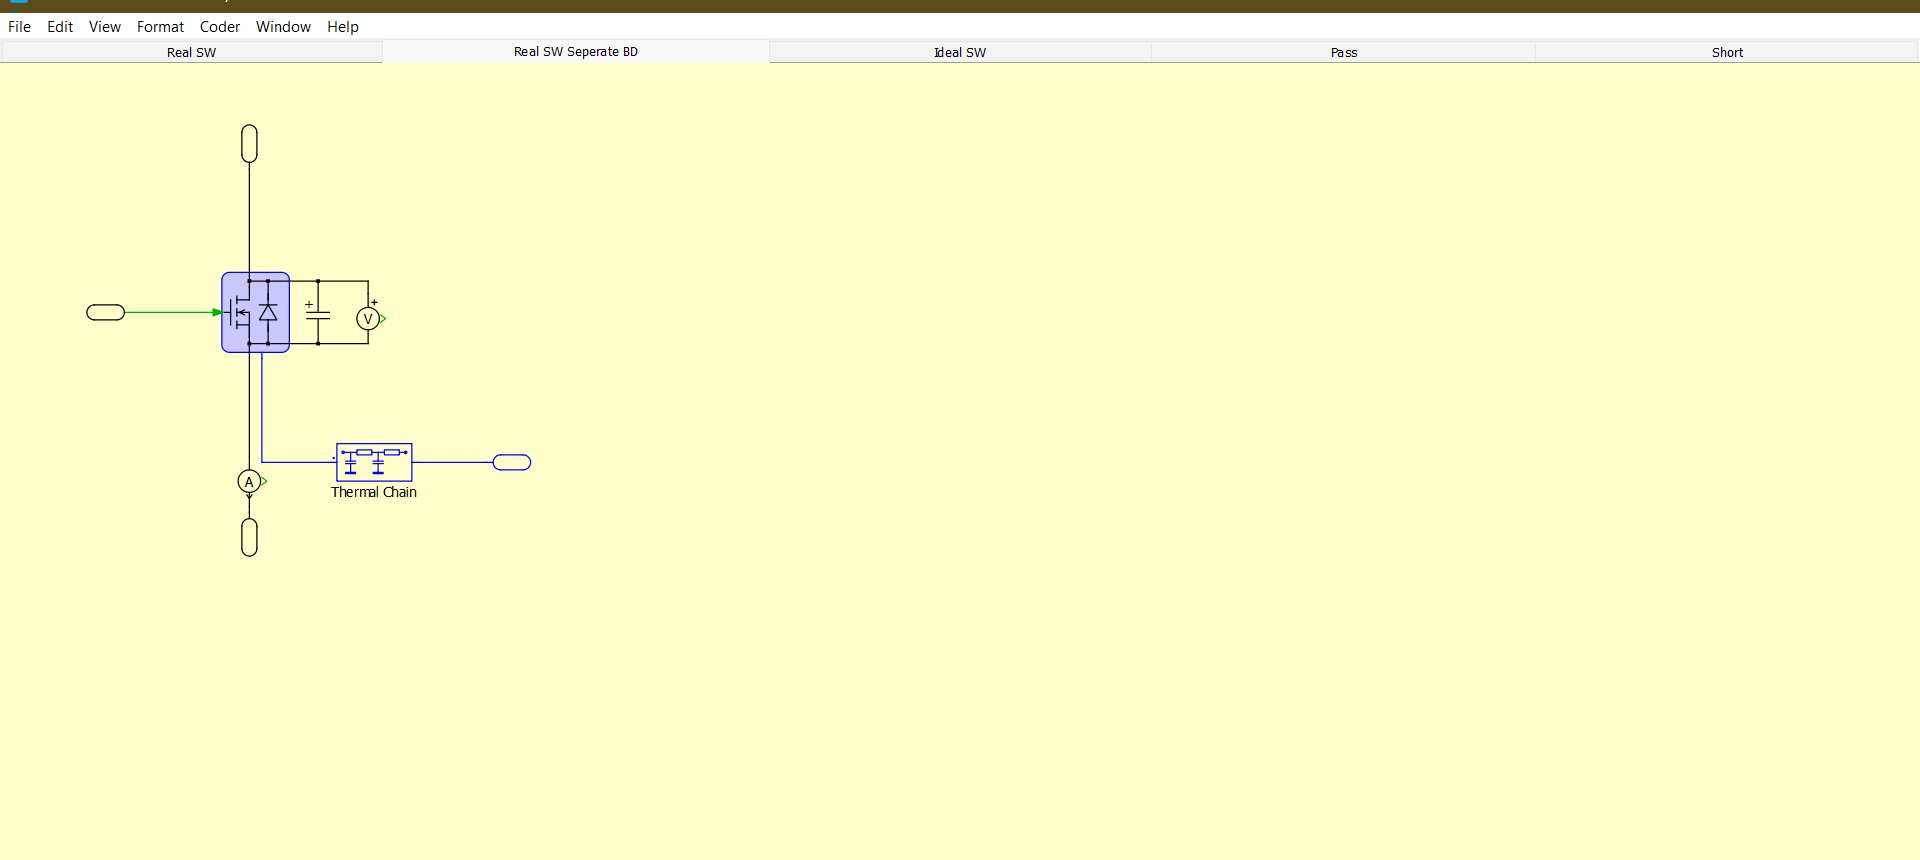 File Edit View Format Coder Window Help
Real SW Real SW Seperate BD Ideal SW Pass Short
+
+
V
A
Thermal Chain